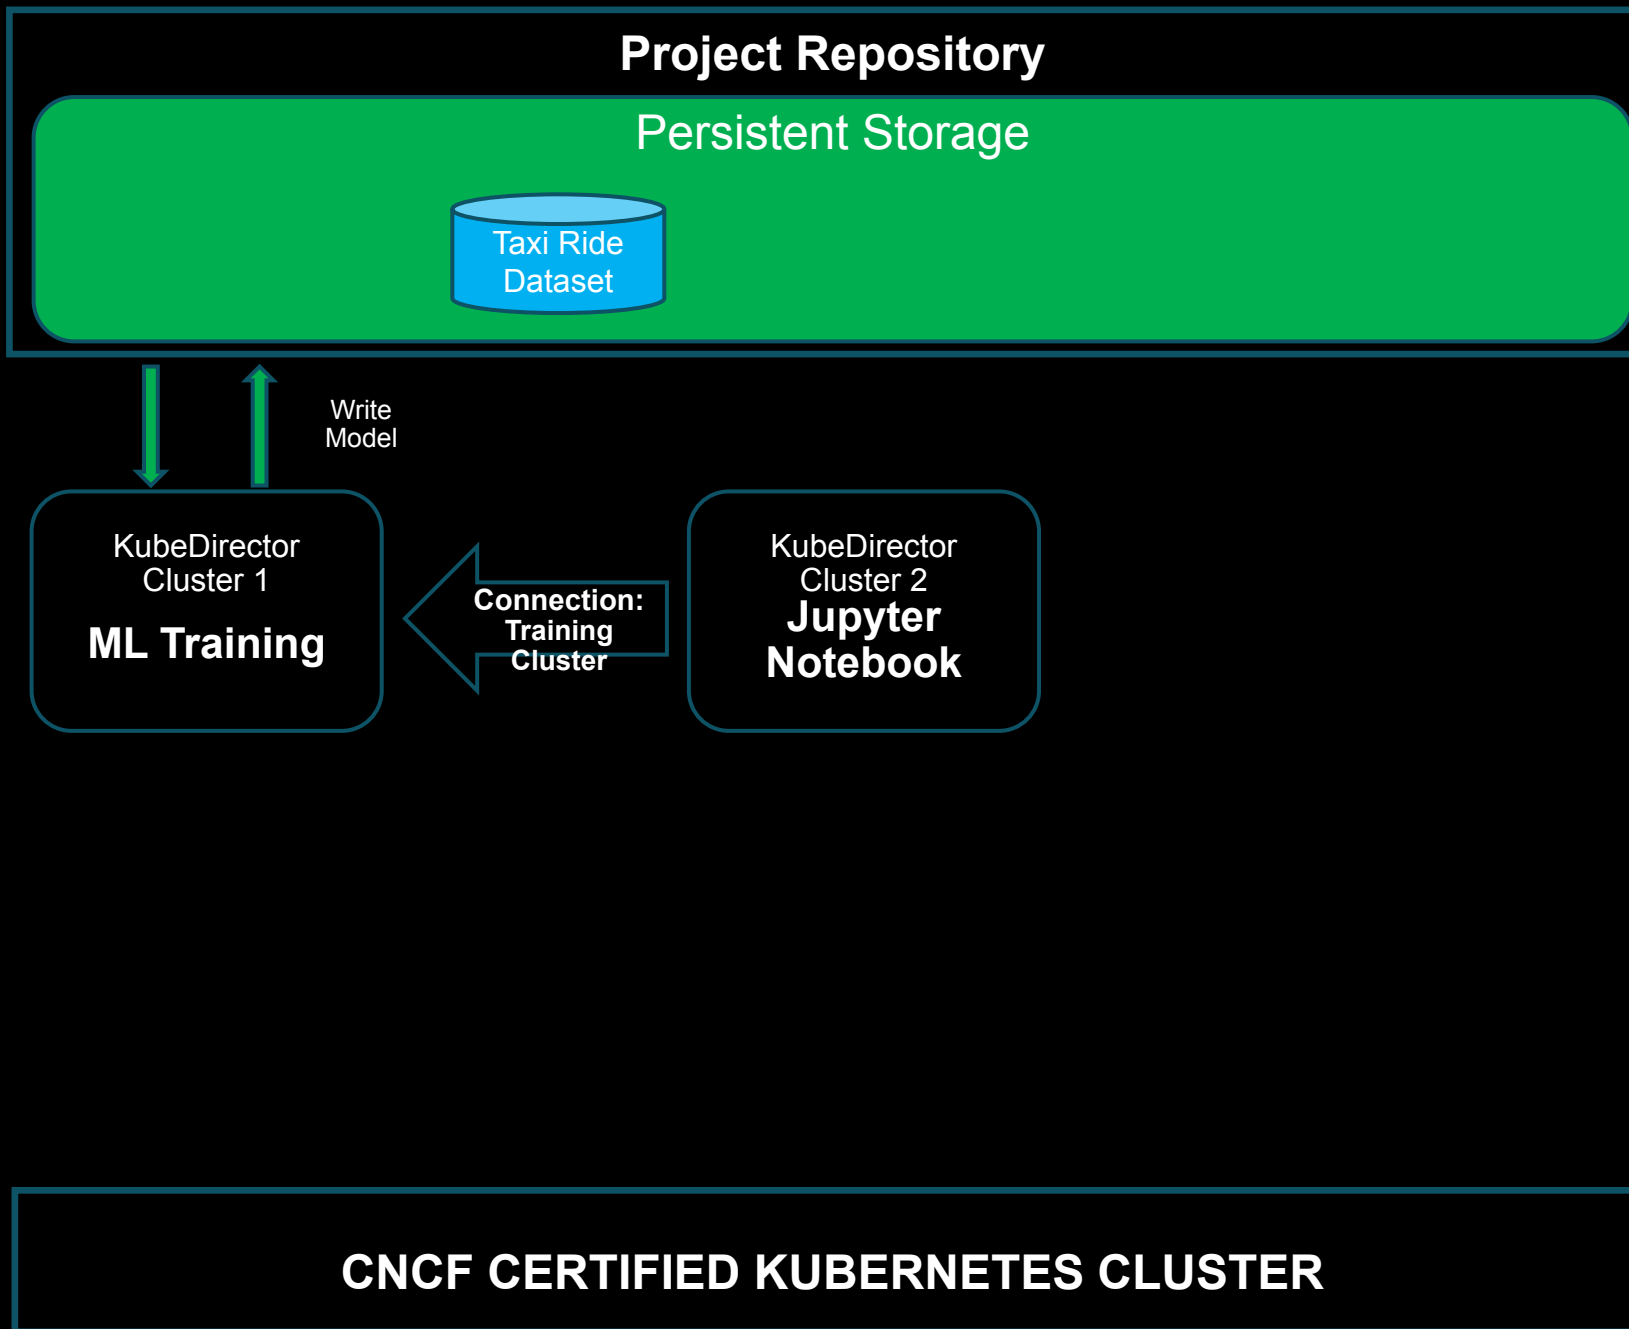 Project Repository
Persistent Storage
Taxi Ride
Dataset
Write
Model
KubeDirector
Cluster 1
ML Training
Connection:
Training
Cluster
KubeDirector
Cluster 2
Jupyter
Notebook
CNCF CERTIFIED KUBERNETES CLUSTER